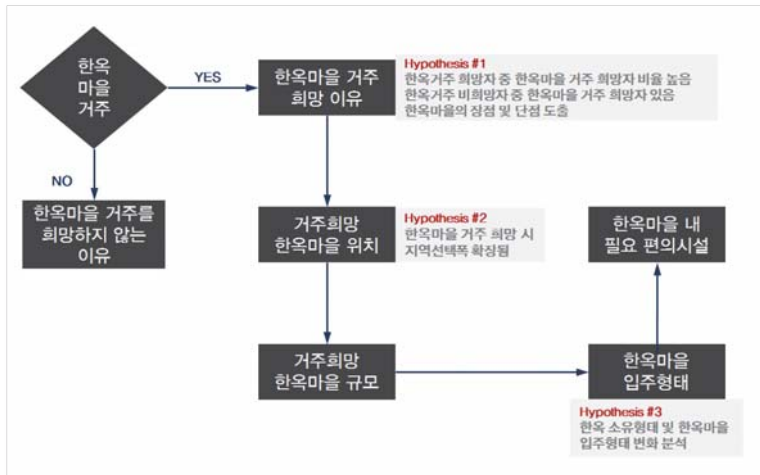 한옥
마을
거주
YES
NO
한옥마을 거주를
희망하지 않는
이유
한옥마을 거주
희망 이유
Hypothesis #1
한옥거주 희망자 중 한옥마을 거주 희망자 비율 높음
한옥거주 비희망자 중 한옥마을 거주 희망자 있음
한옥마을의 장점 및 단점 도출
거주희망
한옥마을 위치
Hypothesis #2
한옥마을 거주 희망 시
지역선택폭 확장됨
거주희망
한옥마을 규모
한옥마을 내
필요 편의시설
한옥마을
입주형태
Hypothesis #3
한옥 소유형태 및 한옥마을
입주형태 변화 분석